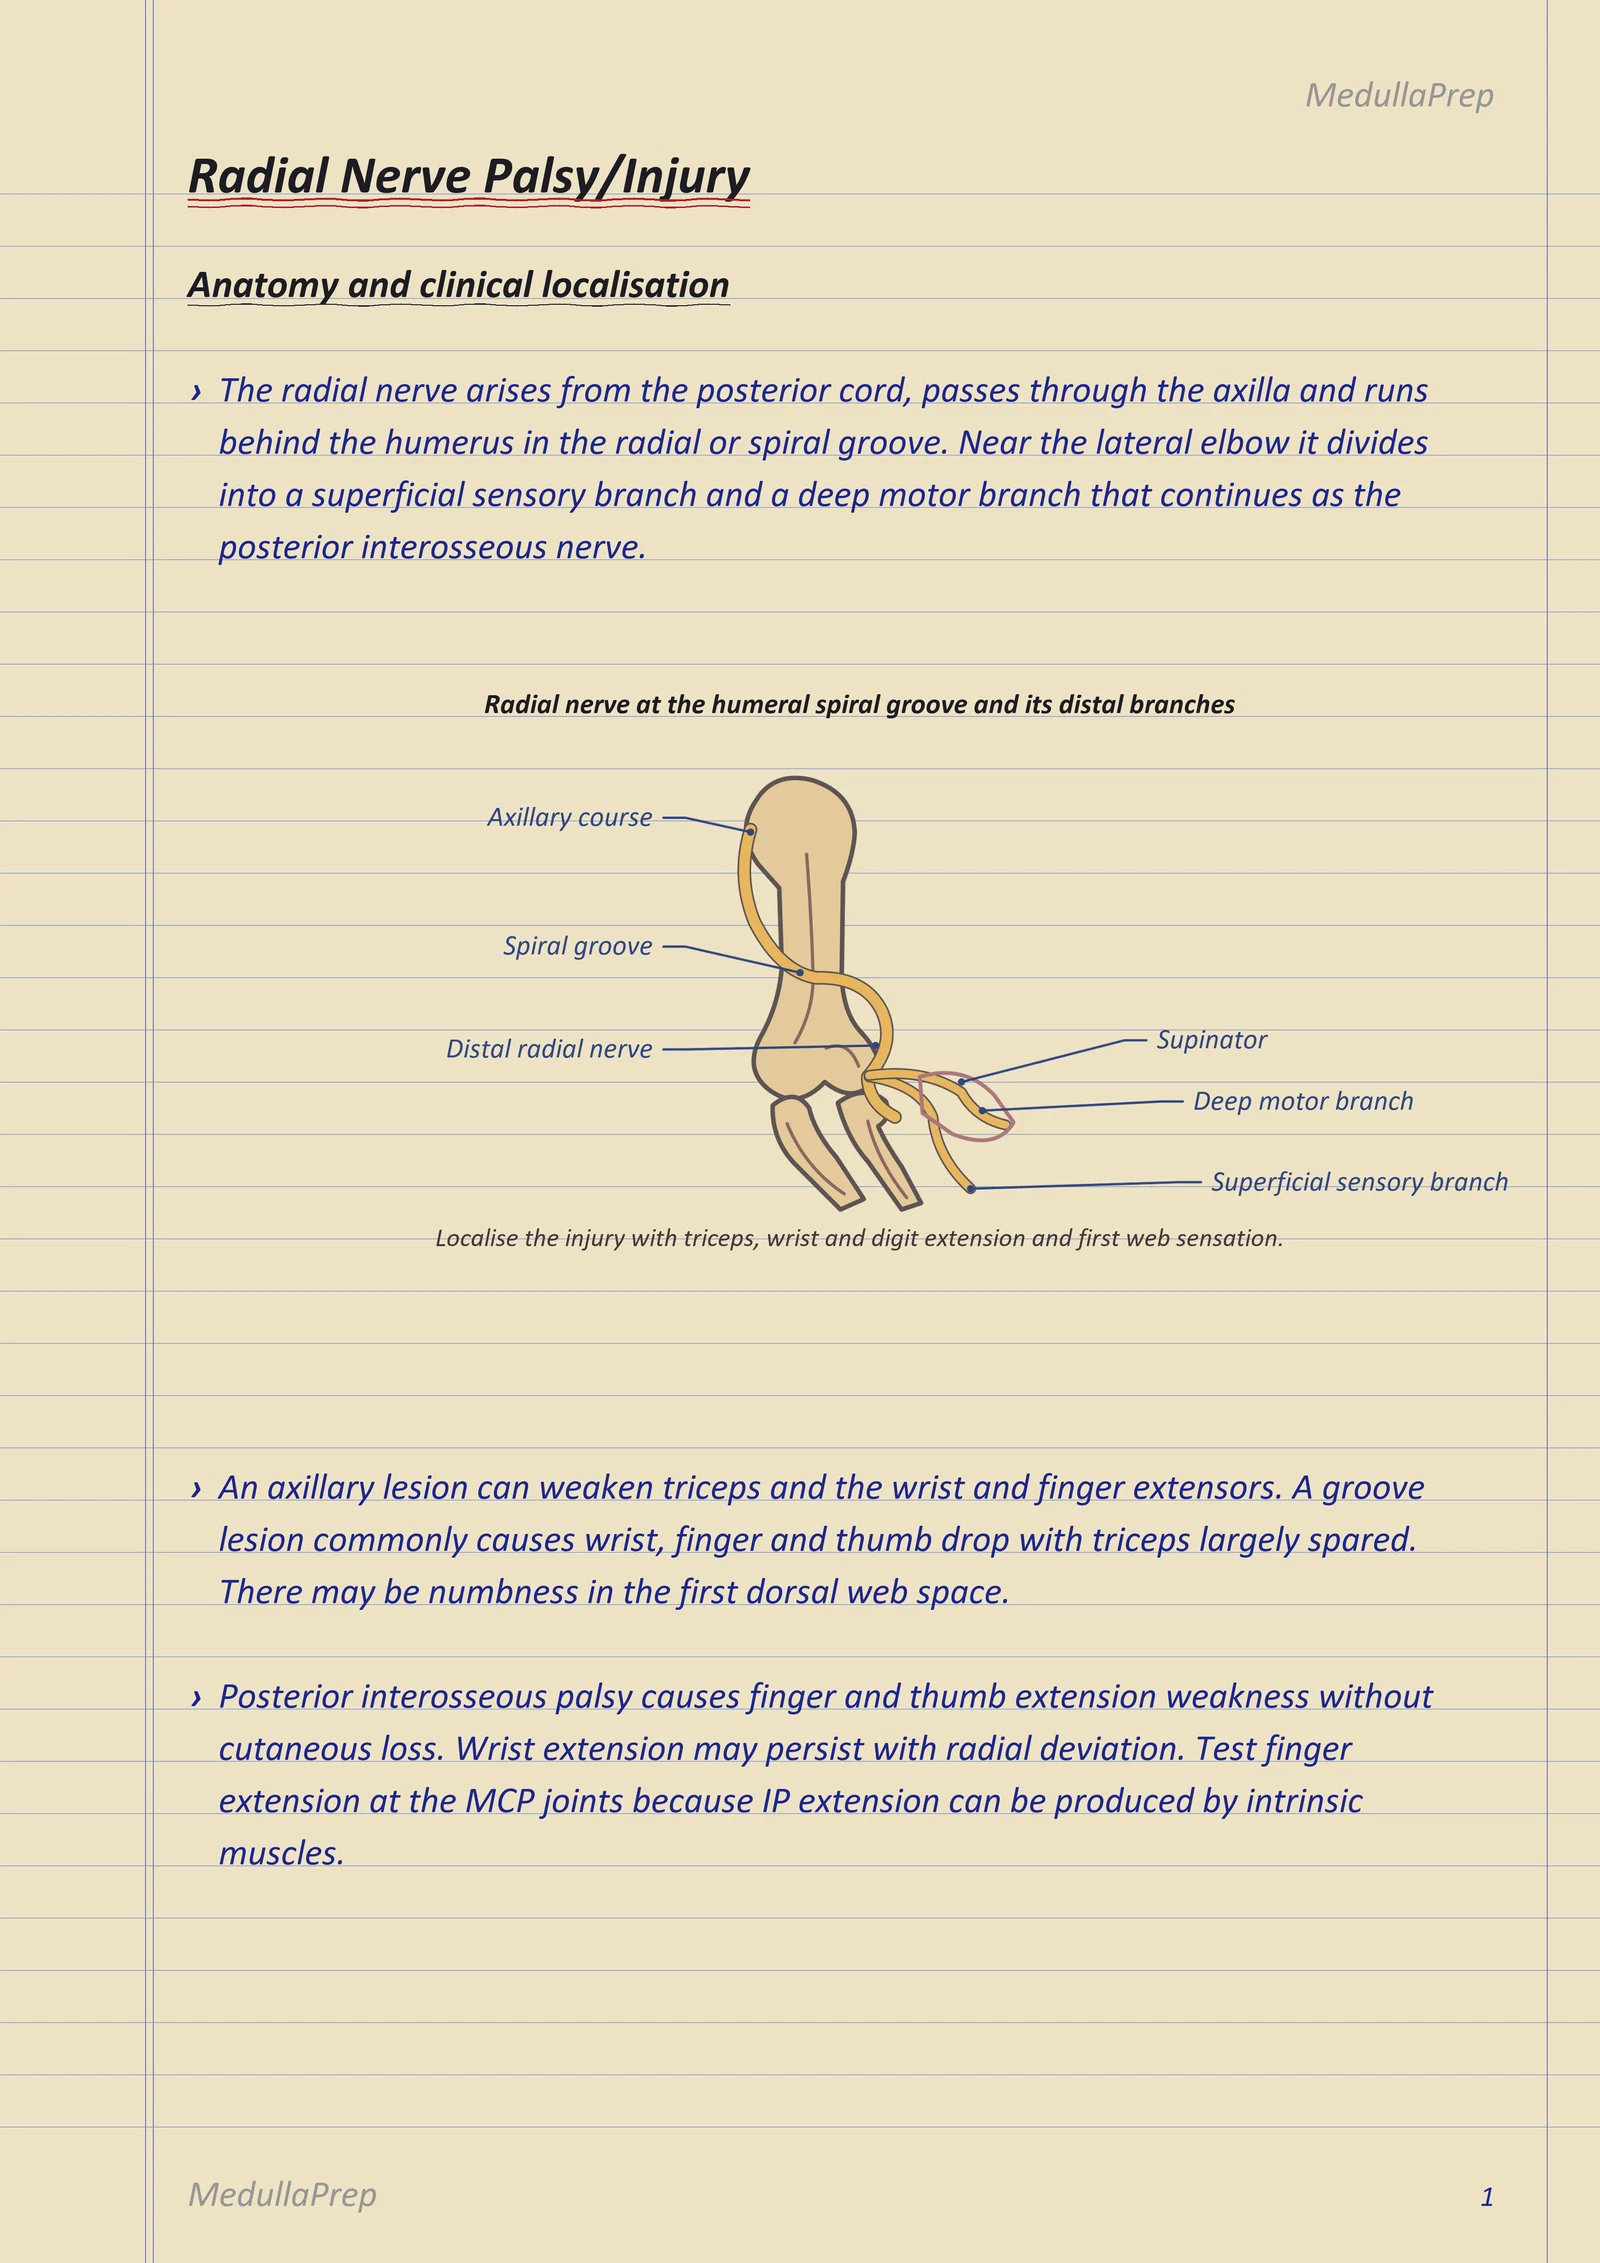 MedullaPrep
Radial Nerve Palsy/Injury
Anatomy and clinical localisation
› The radial nerve arises from the posterior cord, passes through the axilla and runs
behind the humerus in the radial or spiral groove. Near the lateral elbow it divides
into a superficial sensory branch and a deep motor branch that continues as the
posterior interosseous nerve.
Radial nerve at the humeral spiral groove and its distal branches
Axillary course
Spiral groove
Distal radial nerve
Supinator
Deep motor branch
Superficial sensory branch
Localise the injury with triceps, wrist and digit extension and first web sensation.
› An axillary lesion can weaken triceps and the wrist and finger extensors. A groove
lesion commonly causes wrist, finger and thumb drop with triceps largely spared.
There may be numbness in the first dorsal web space.
› Posterior interosseous palsy causes finger and thumb extension weakness without
cutaneous loss. Wrist extension may persist with radial deviation. Test finger
extension at the MCP joints because IP extension can be produced by intrinsic
muscles.
MedullaPrep
1